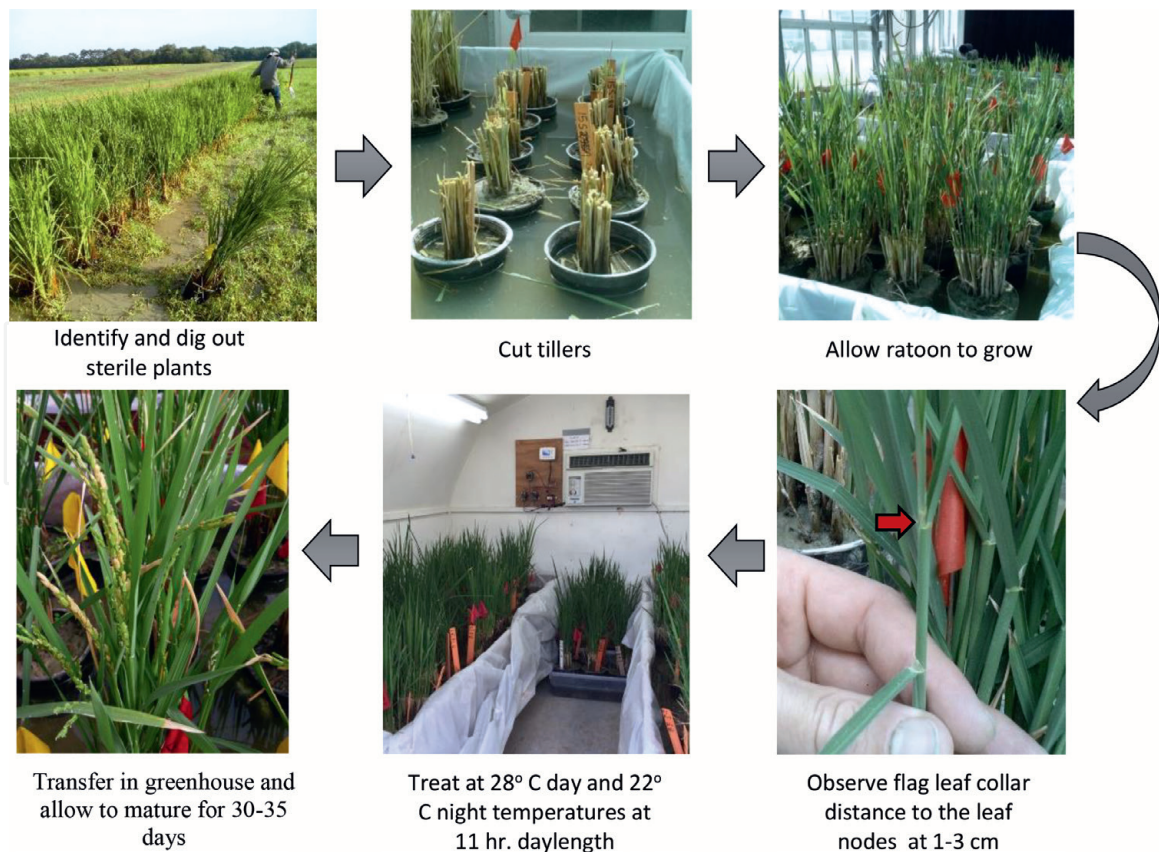 Identify and dig out
sterile plants
Cut tillers
Allow ratoon to grow
Observe flag leaf collar
distance to the leaf
nodes at 1-3 cm
Treat at 28° C day and 22°
C night temperatures at
11 hr. daylength
Transfer in greenhouse and
allow to mature for 30-35
days